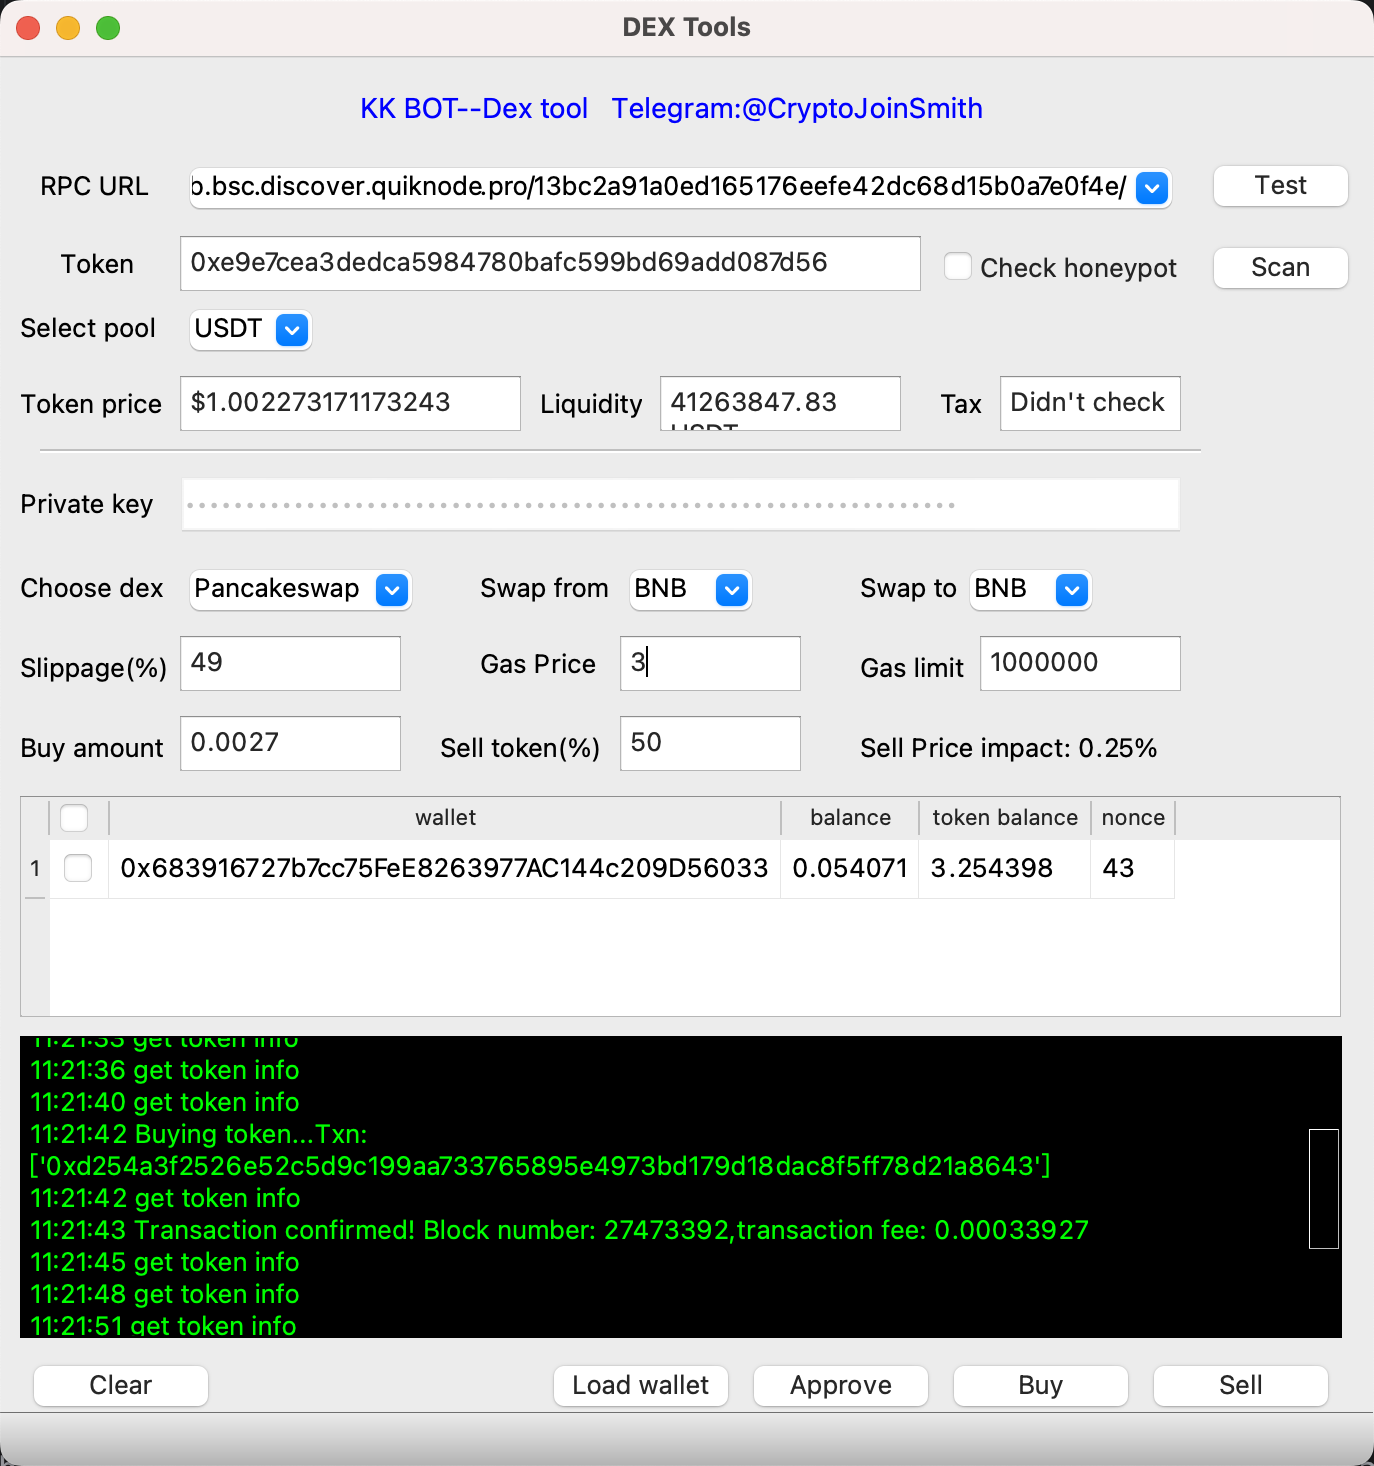 DEX Tools
KK BOT--Dex tool Telegram:@CryptoJoinSmith
RPC URL b.bsc.discover.quiknode.pro/13bc2a91a0ed165176eefe42dc68d15b0a7e0f4e/ Test
Token 0xe9e7cea3dedca5984780bafc599bd69add087d56 Check honeypot Scan
Select pool USDT
Token price $1.002273171173243 Liquidity 41263847.83 Tax Didn't check
USDT
Private key
Choose dex Pancakeswap Swap from BNB Swap to BNB
Slippage(%) 49 Gas Price 3 Gas limit 1000000
Buy amount 0.0027 Sell token(%) 50 Sell Price impact: 0.25%
wallet balance token balance nonce
1 0x683916727b7cc75FeE8263977AC144c209D56033 0.054071 3.254398 43
11:21:33 get token info
11:21:36 get token info
11:21:40 get token info
11:21:42 Buying token...Txn:
['0xd254a3f2526e52c5d9c199aa733765895e4973bd179d18dac8f5ff78d21a8643']
11:21:42 get token info
11:21:43 Transaction confirmed! Block number: 27473392,transaction fee: 0.00033927
11:21:45 get token info
11:21:48 get token info
11:21:51 get token info
Clear Load wallet Approve Buy Sell